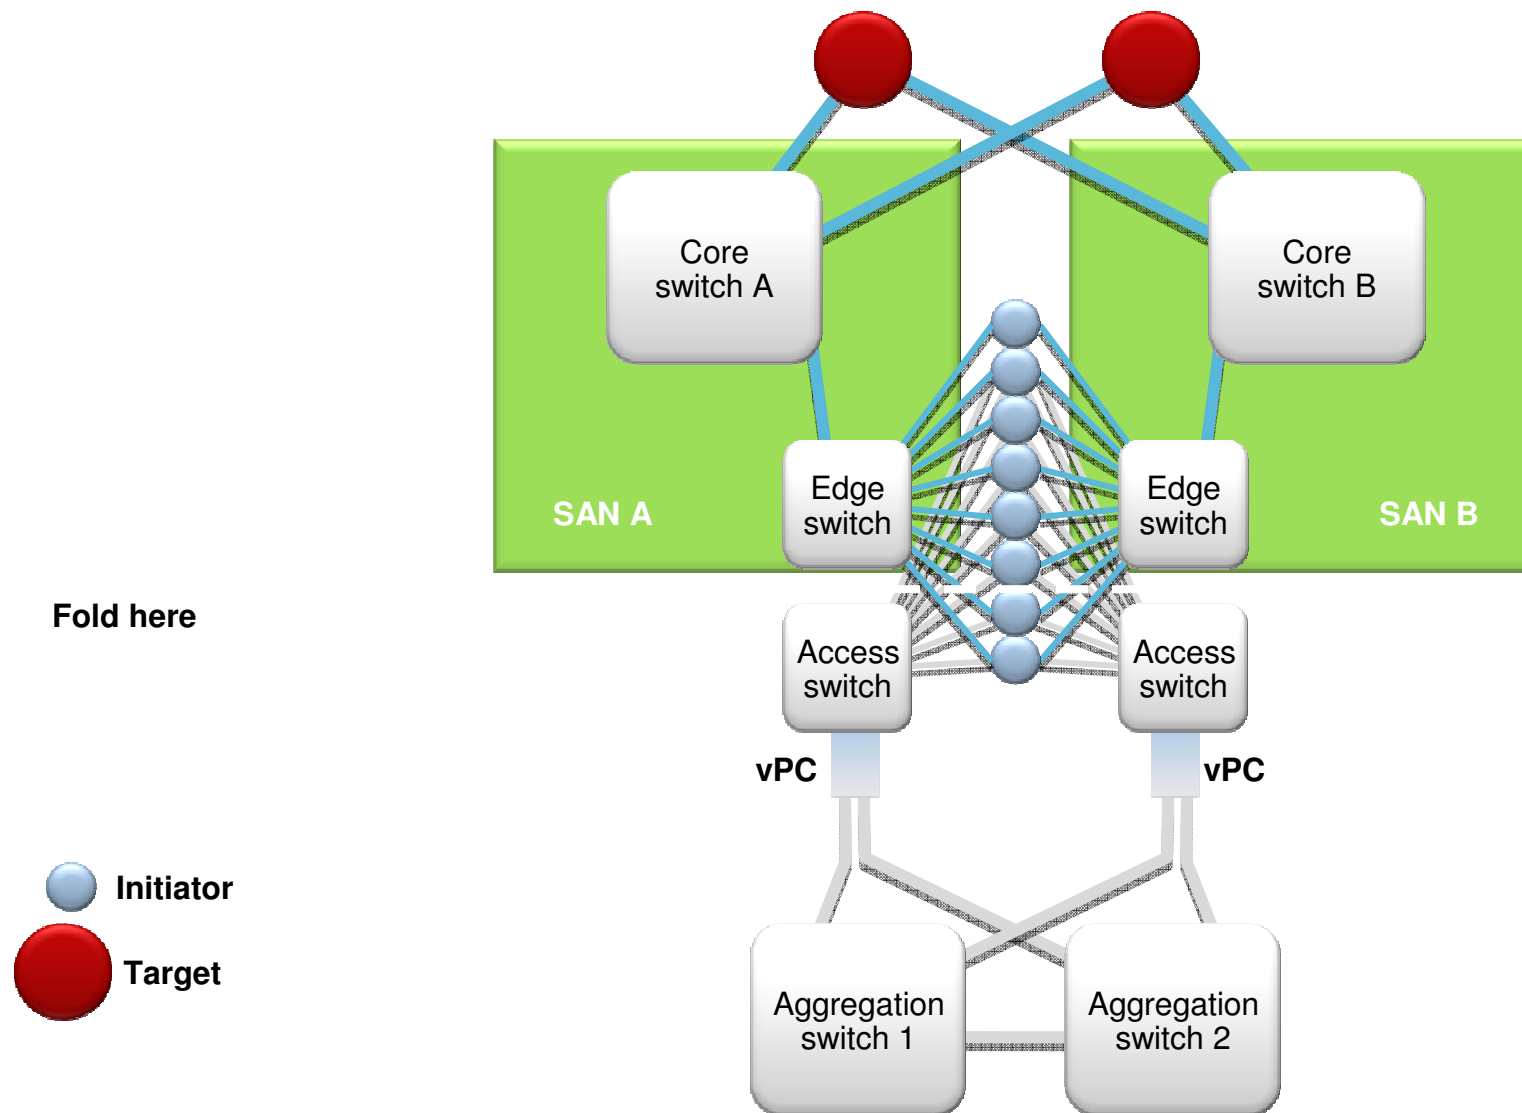 Core
switch A
Core
switch B
Edge
switch
Edge
switch
SAN A
SAN B
Fold here
Access
switch
Access
switch
vPC
vPC
Initiator
Target
Aggregation
switch 1
Aggregation
switch 2